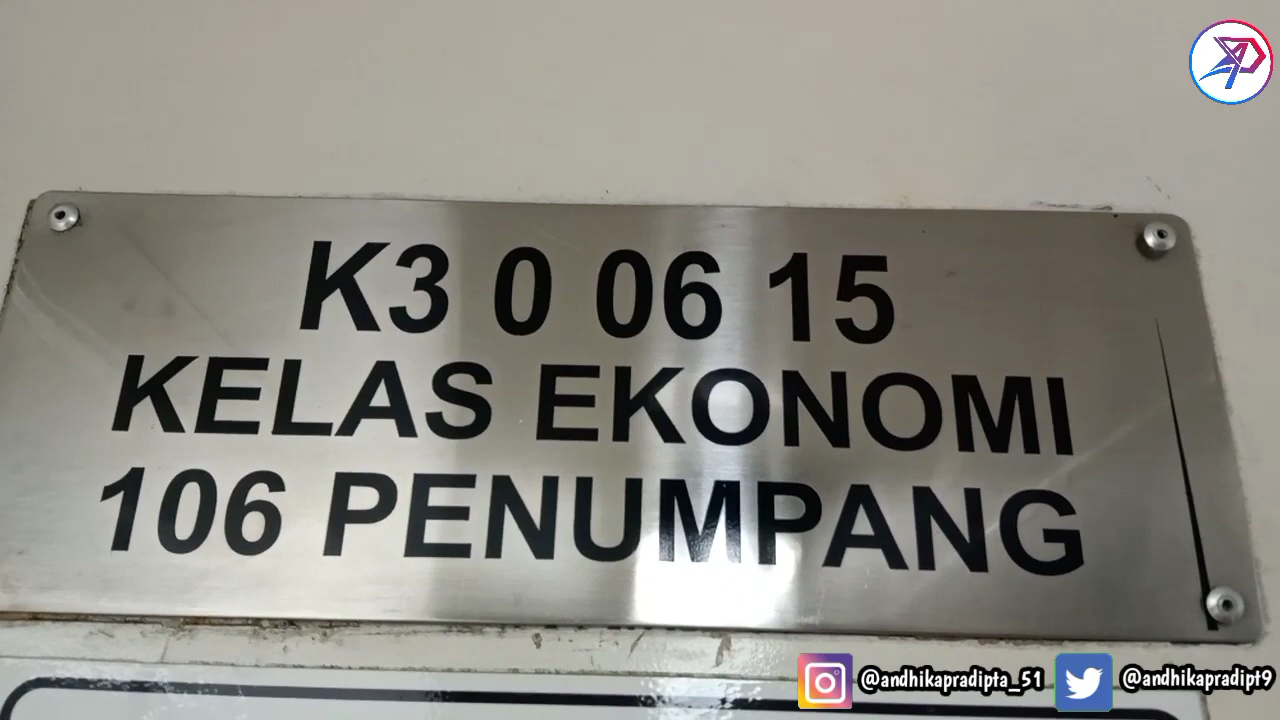 K3 0 06 15
KELAS EKONOMI
106 PENUMPANG
@andhikapradipta_51
@andhikapradipt9